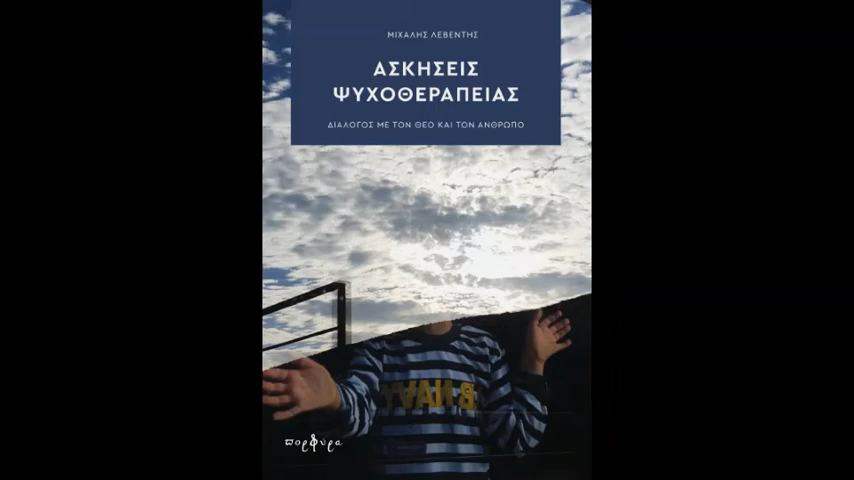 ΜΙΧΑΛΗΣ ΛΕΒΕΝΤΗΣ
ΑΣΚΗΣΕΙΣ
ΨΥΧΟΘΕΡΑΠΕΙΑΣ
ΔΙΑΛΟΓΟΣ ΜΕ ΤΟΝ ΘΕΟ ΚΑΙ ΤΟΝ ΑΝΘΡΩΠΟ
πορφύρα